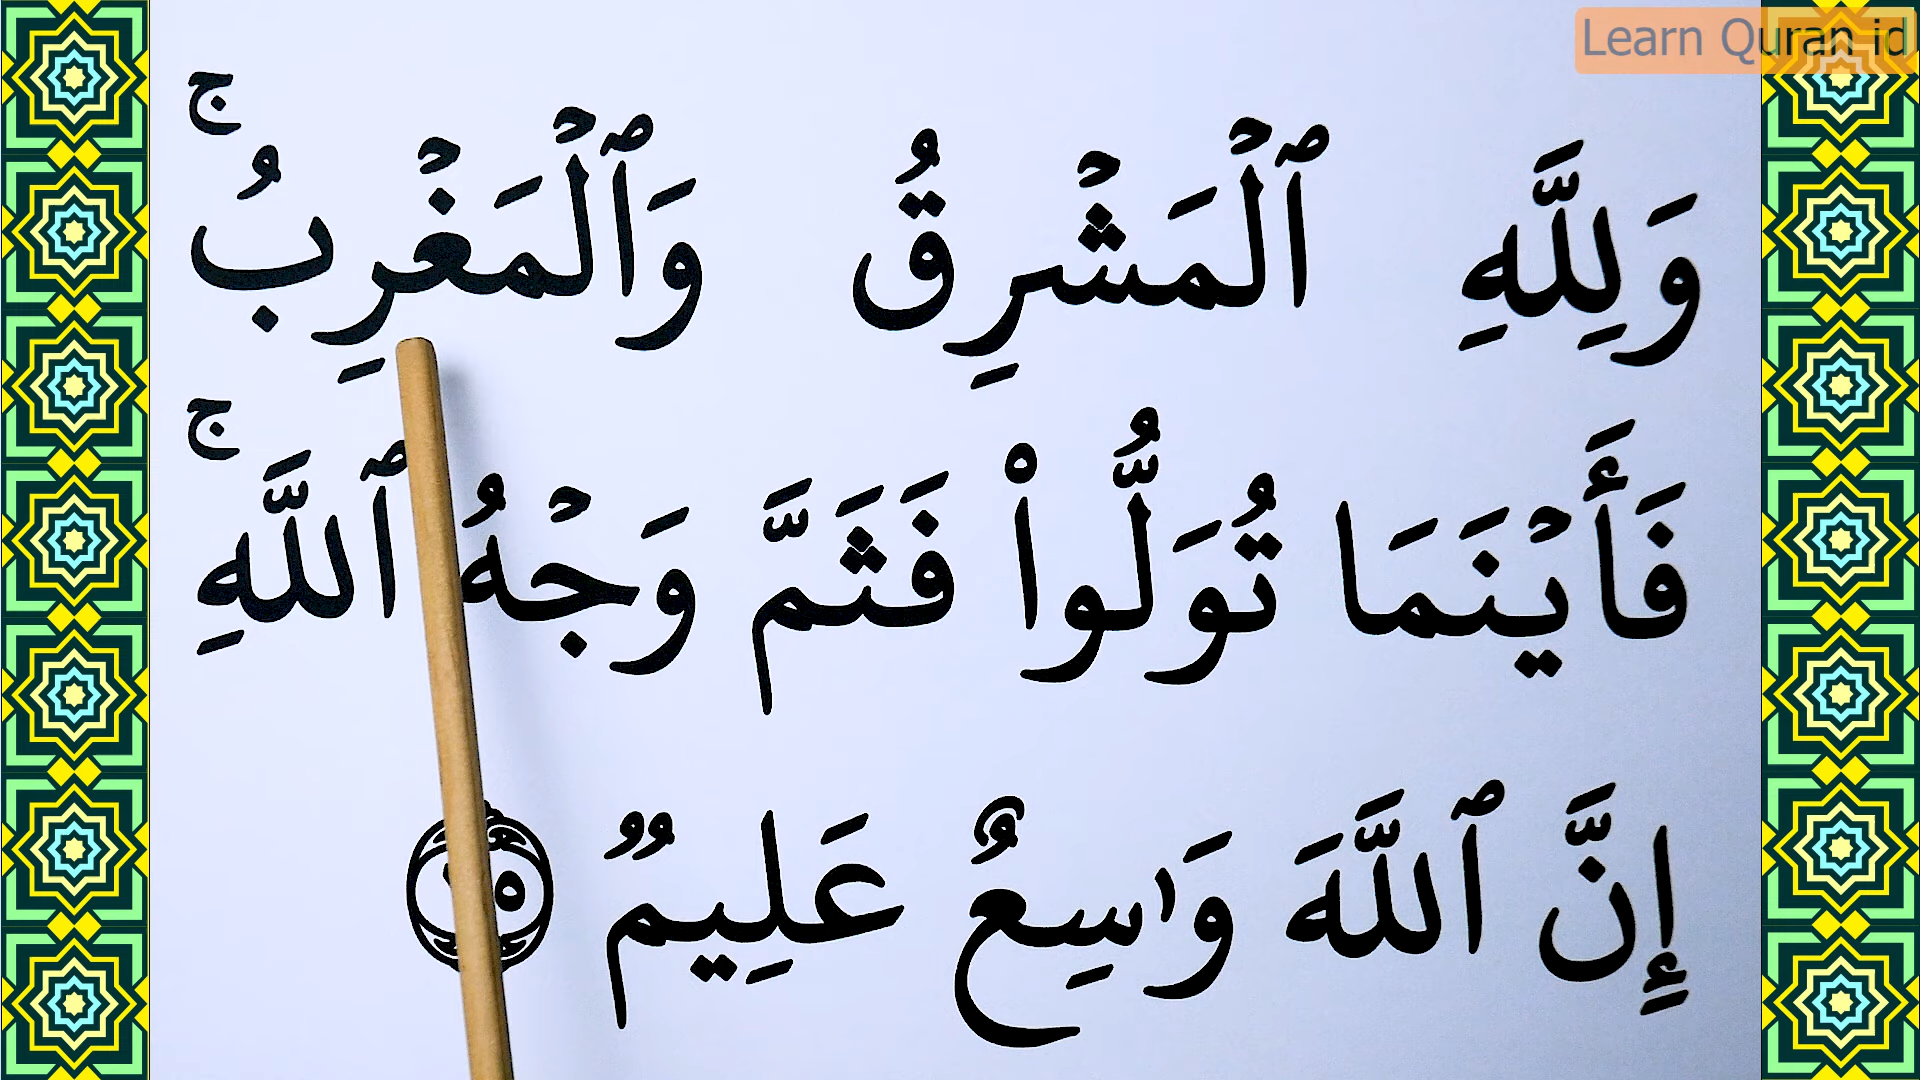 Learn Quran id
وَلِلَّهِ ٱلْمَشْرِقُ وَٱلْمَغْرِبُ ۚ
فَأَيْنَمَا تُوَلُّوا۟ فَثَمَّ وَجْهُ ٱللَّهِ ۚ
إِنَّ ٱللَّهَ وَٰسِعٌ عَلِيمٌ